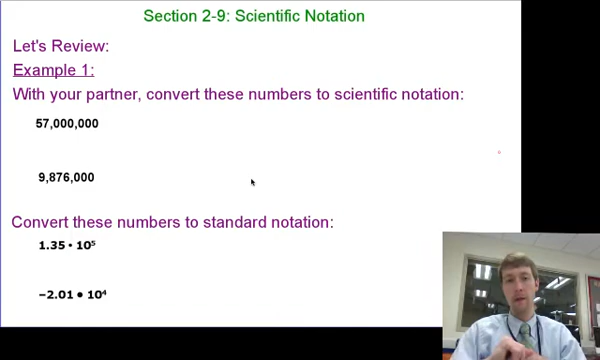 Section 2-9: Scientific Notation
Let's Review:
Example 1:
With your partner, convert these numbers to scientific notation:
57,000,000
9,876,000
Convert these numbers to standard notation:
1.35 • 10⁵
−2.01 • 10⁴